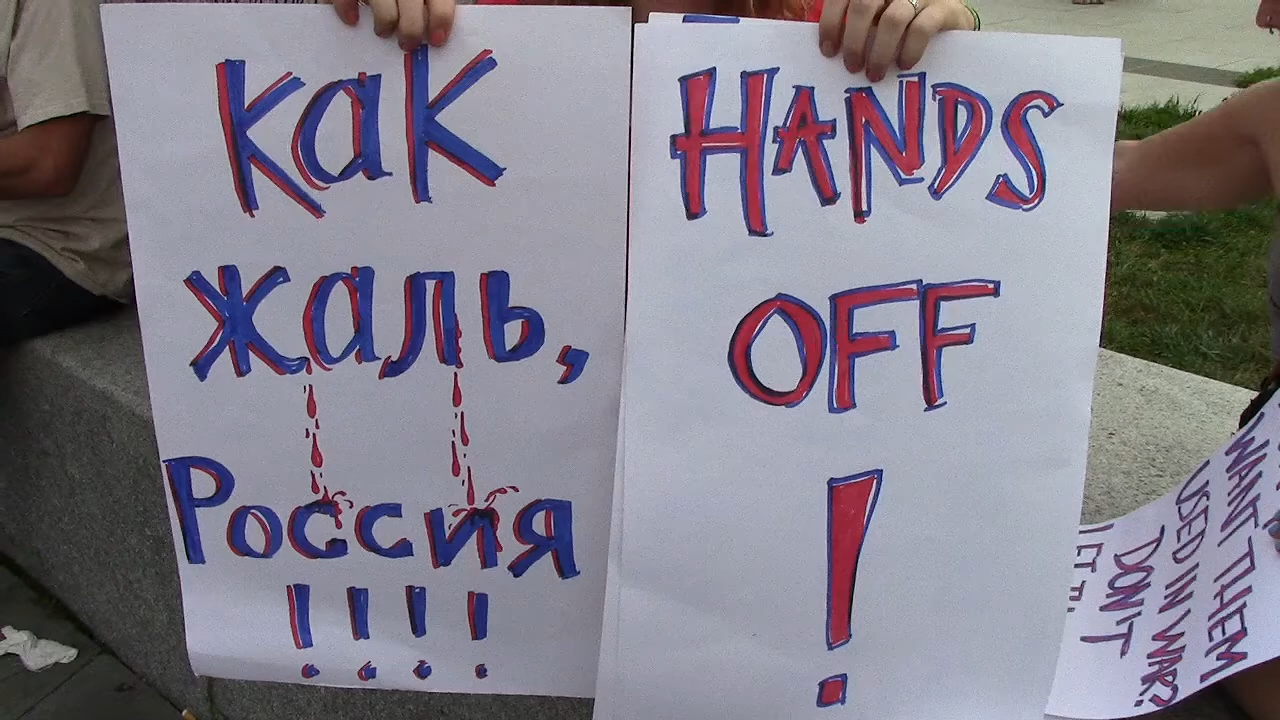 Как
жаль,
Россия
!!!!
HANDS
OFF
!
WANT THEM
USED IN WAR?
DON'T